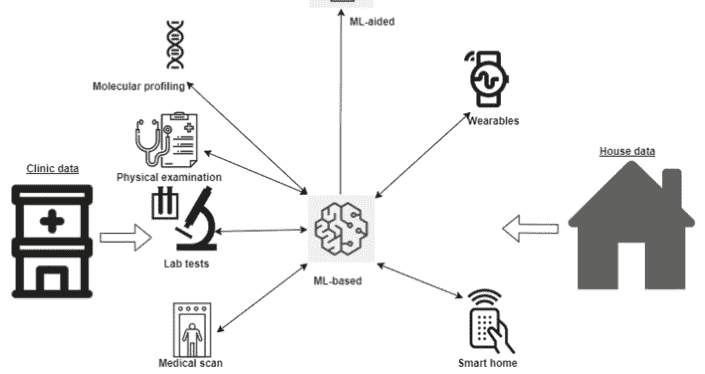 ML-aided
Molecular profiling
Wearables
Clinic data
House data
Physical examination
Lab tests
ML-based
Medical scan
Smart home